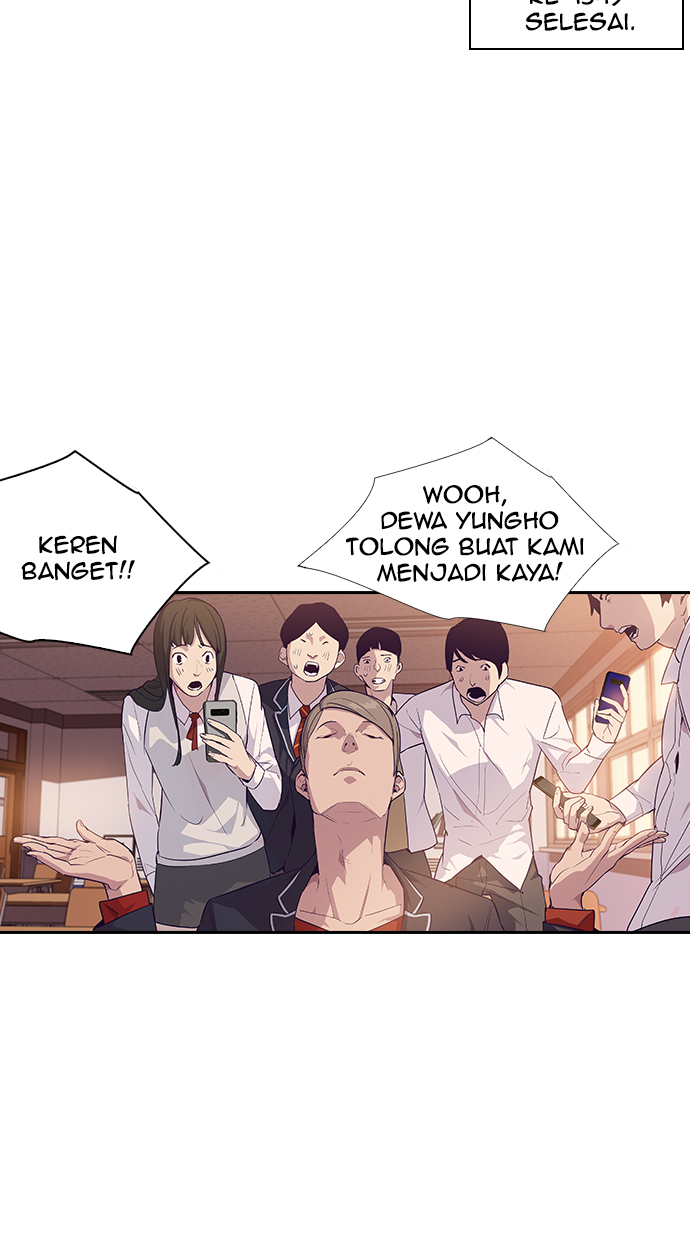 SELESAI.
KEREN
BANGET!!
WOOH,
DEWA YUNGHO
TOLONG BUAT KAMI
MENJADI KAYA!